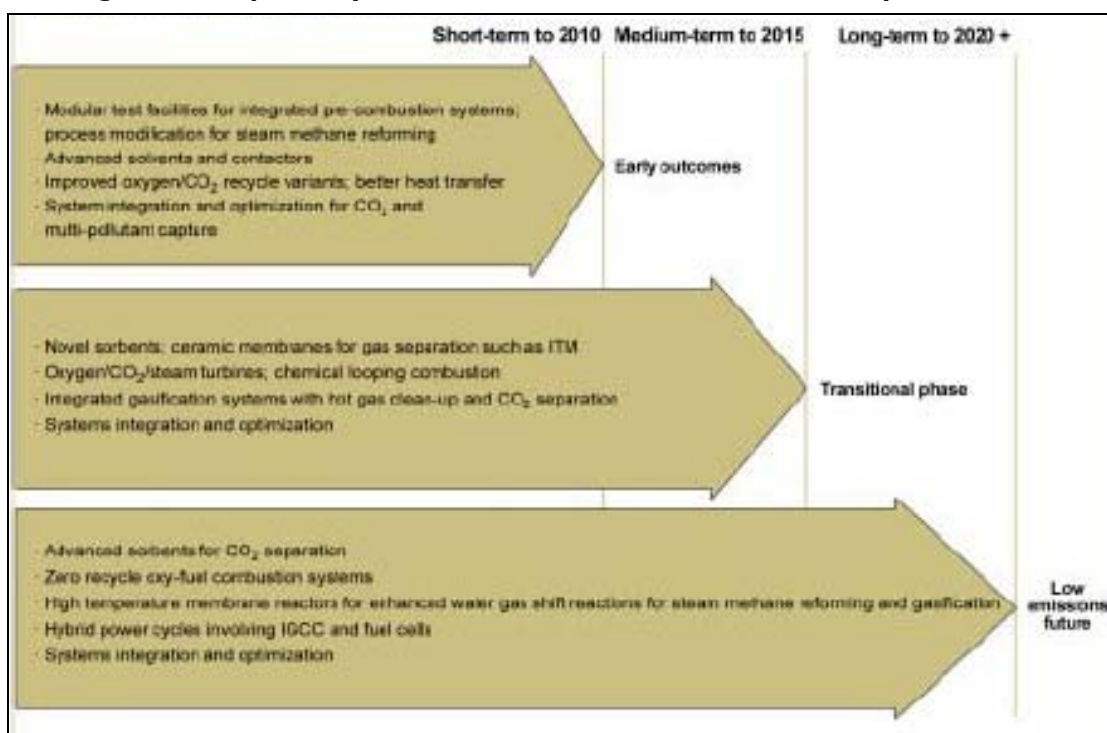 Short-term to 2010 Medium-term to 2015 Long-term to 2020 +
· Modular test facilities for integrated pre-combustion systems;
process modification for steam methane reforming
· Advanced solvents and contactors
· Improved oxygen/CO₂ recycle variants; better heat transfer
· System integration and optimization for CO₂ and
multi-pollutant capture
Early outcomes
· Novel sorbents; ceramic membranes for gas separation such as ITM
· Oxygen/CO₂/steam turbines; chemical looping combustion
· Integrated gasification systems with hot gas clean-up and CO₂ separation
· Systems integration and optimization
Transitional phase
· Advanced sorbents for CO₂ separation
· Zero recycle oxy-fuel combustion systems
· High temperature membrane reactors for enhanced water gas shift reactions for steam methane reforming and gasification
· Hybrid power cycles involving IGCC and fuel cells
· Systems integration and optimization
Low
emissions
future